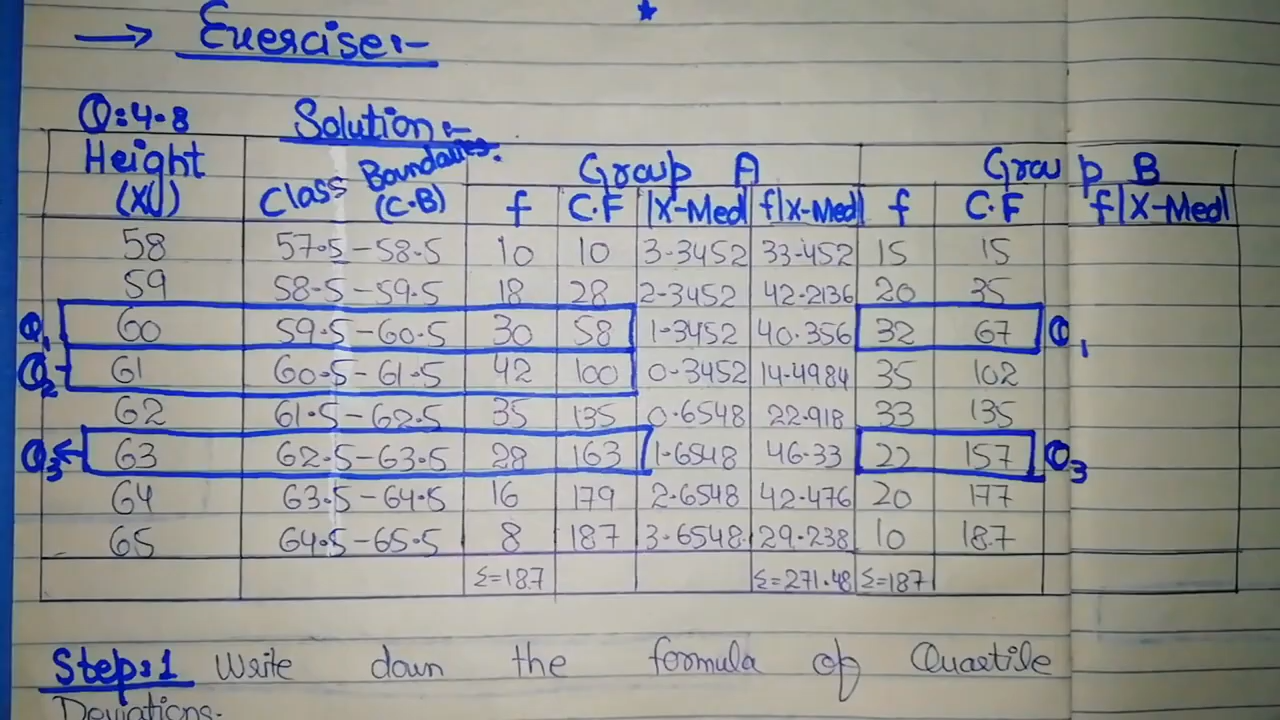 → Exercise:-
Q:4.8 Solution:-
Height (X) Class Boundaries. (C.B) Group A Group B
f C.F |X-Med| f|X-Med| f C.F f|X-Med|
58 57.5-58.5 10 10 3.3452 33.452 15 15
59 58.5-59.5 18 28 2.3452 42.2136 20 35
Q1 60 59.5-60.5 30 58 1.3452 40.356 32 67 Q1
Q2 61 60.5-61.5 42 100 0.3452 14.4984 35 102
62 61.5-62.5 35 135 0.6548 22.918 33 135
Q3 63 62.5-63.5 28 163 1.6548 46.33 22 157 Q3
64 63.5-64.5 16 179 2.6548 42.476 20 177
65 64.5-65.5 8 187 3.6548 29.238 10 187
Σ=187 Σ=271.48 Σ=187
Step:1 Write down the formula of Quartile
Deviations.